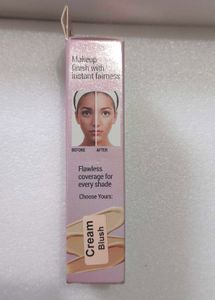 Makeup
finish with
instant fairness
BEFORE AFTER
Flawless
coverage for
every shade
Choose Yours:
Cream
Blush